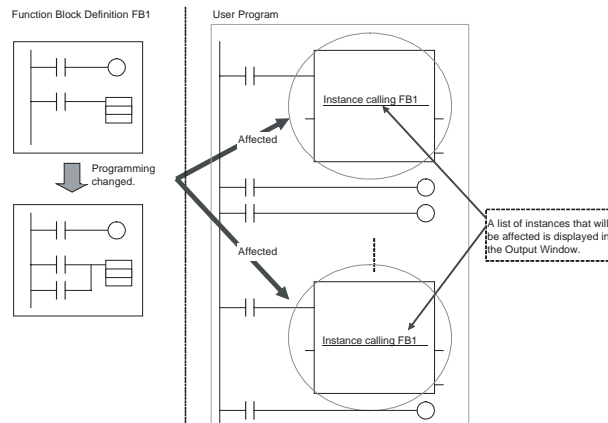 Function Block Definition FB1
User Program
Instance calling FB1
Affected
Programming
changed.
A list of instances that will
be affected is displayed in
the Output Window.
Affected
Instance calling FB1